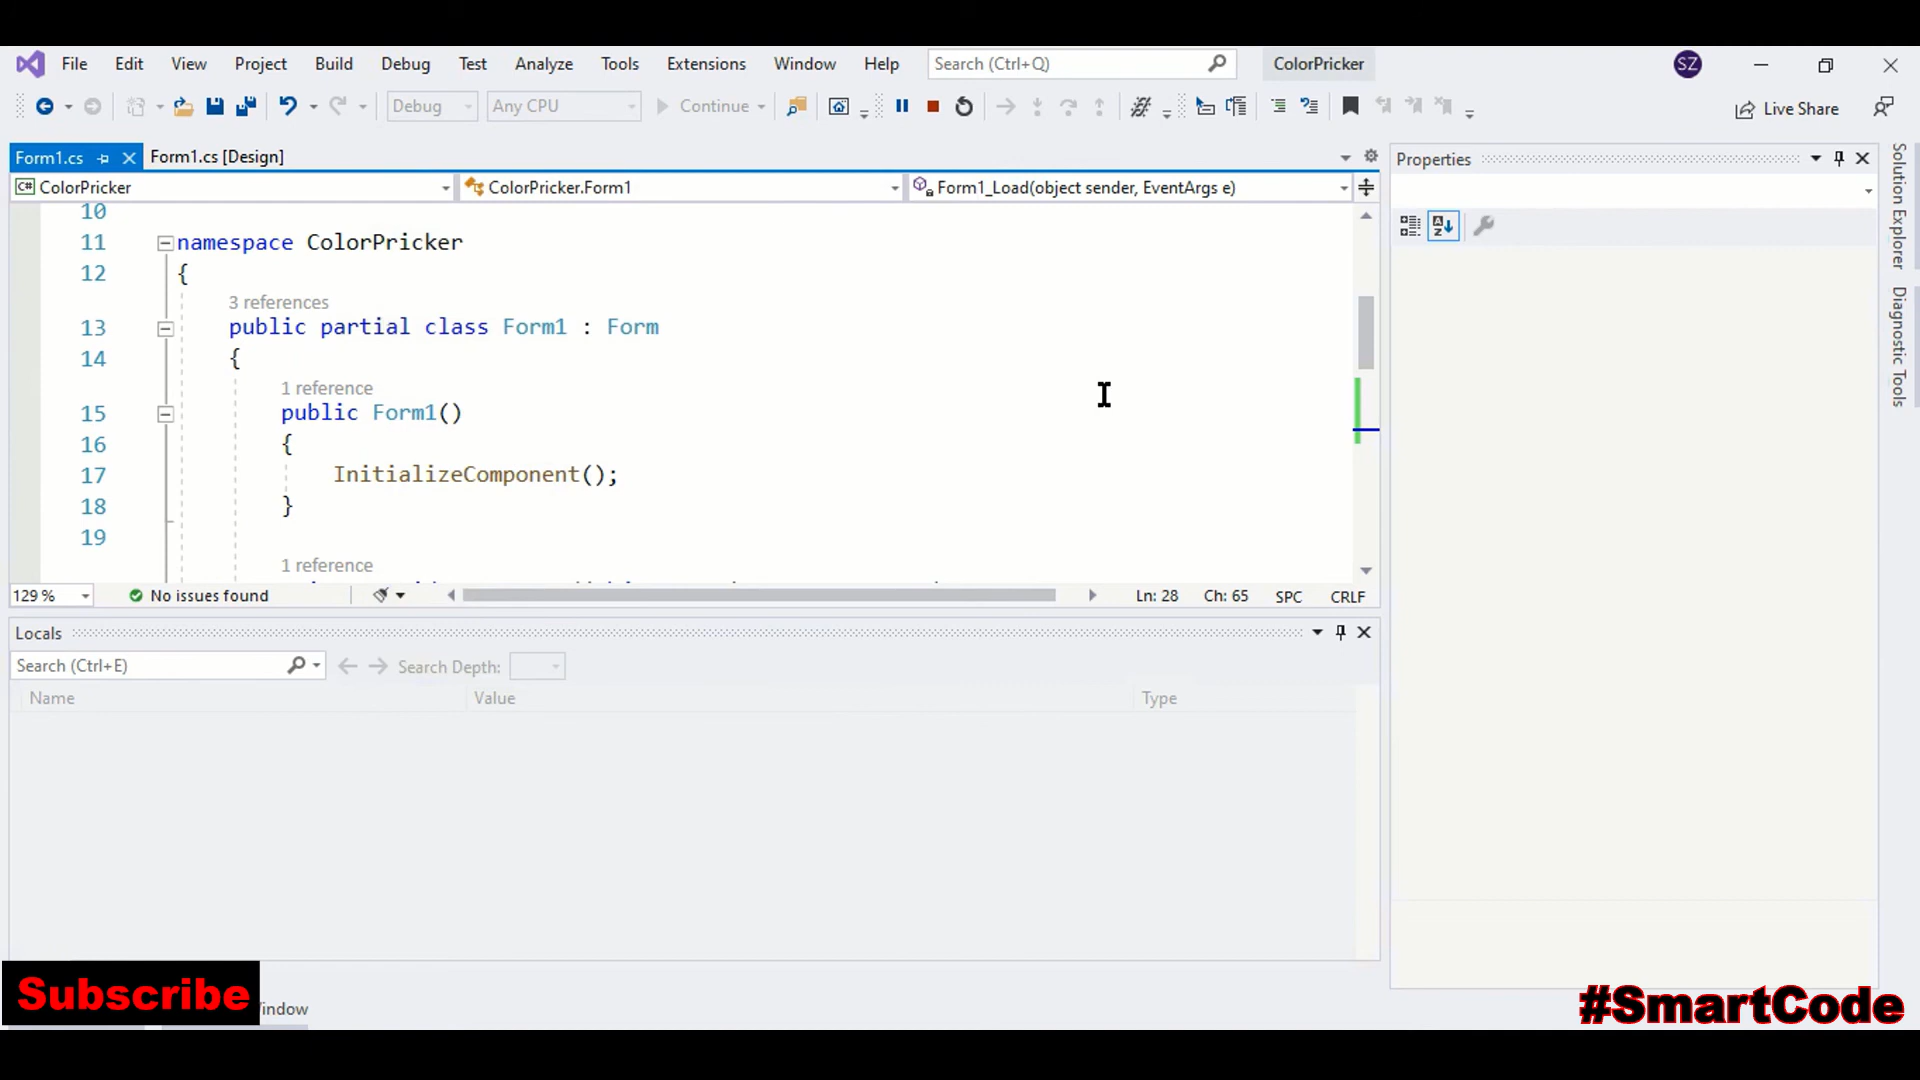 File Edit View Project Build Debug Test Analyze Tools Extensions Window Help Search (Ctrl+Q) ColorPricker SZ
Debug Any CPU Continue Live Share
Form1.cs Form1.cs [Design]
Properties
C# ColorPricker ColorPricker.Form1 Form1_Load(object sender, EventArgs e)
10
11 namespace ColorPricker
12 {
3 references
13 public partial class Form1 : Form
14 {
1 reference
15 public Form1()
16 {
17 InitializeComponent();
18 }
19
1 reference
129 % No issues found Ln: 28 Ch: 65 SPC CRLF
Locals
Search (Ctrl+E) Search Depth:
Name Value Type
Solution Explorer
Diagnostic Tools
Subscribe
#SmartCode